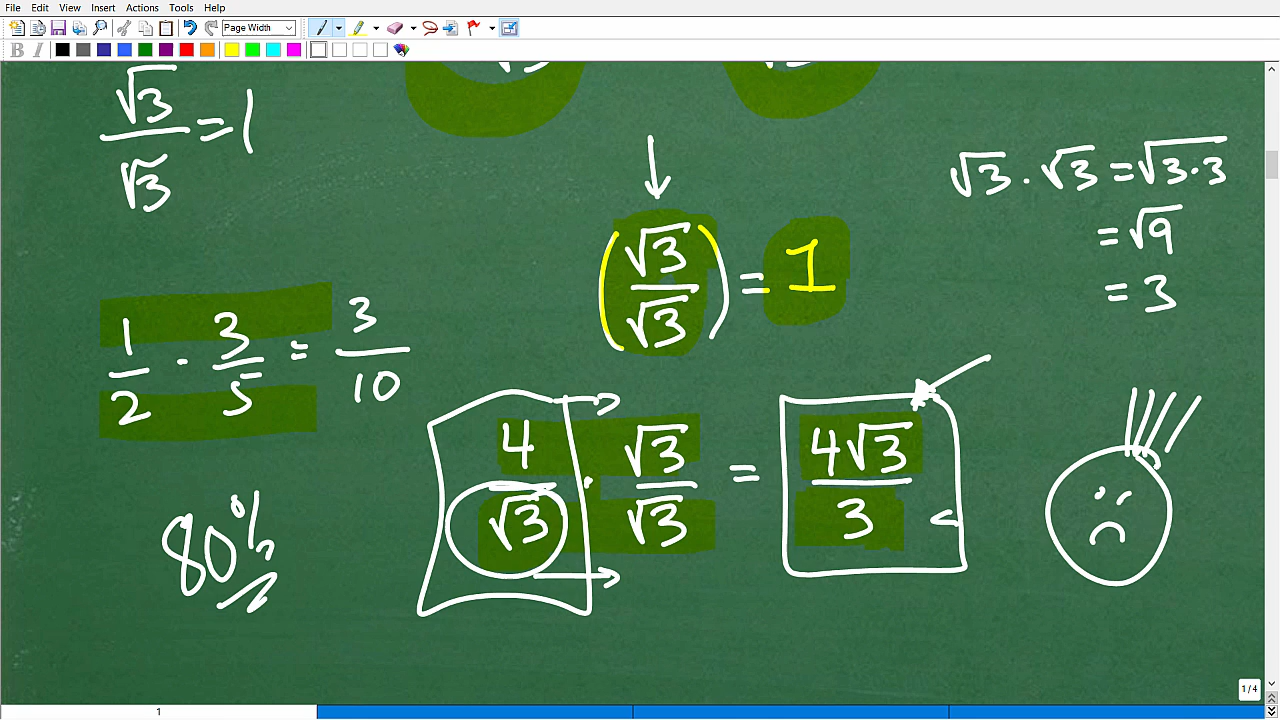 File Edit View Insert Actions Tools Help
Page Width
B I
√3/√3 = 1
√3 · √3 = √3·3
= √9
= 3
(√3/√3) = 1
1/2 · 3/5 = 3/10
4/√3 · √3/√3 = 4√3/3
80%
1/4
1